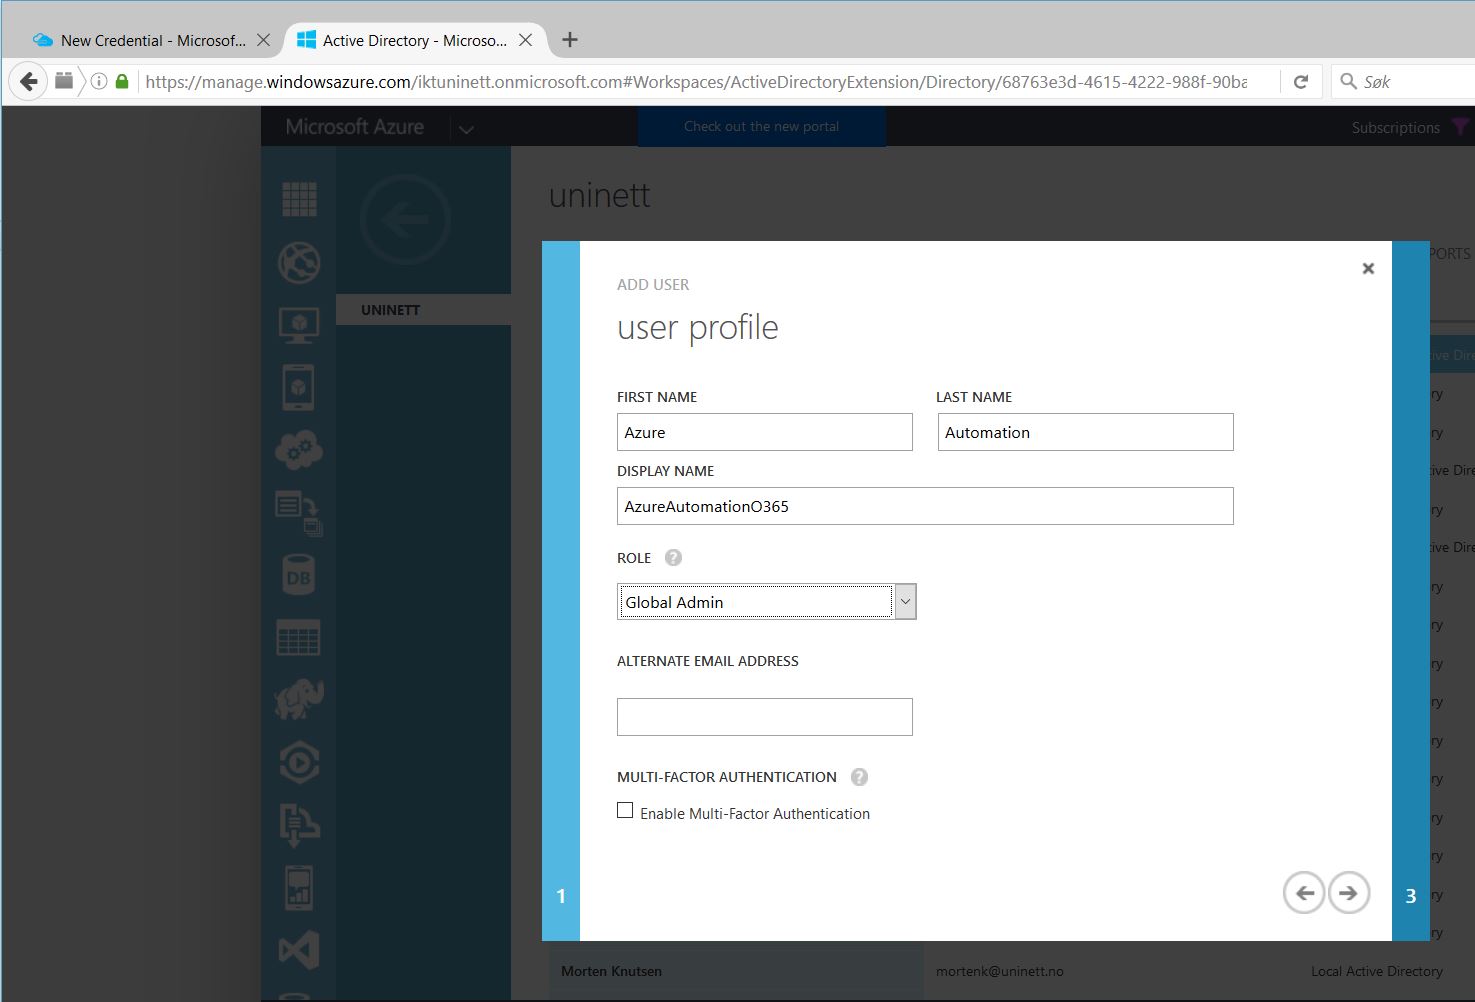 New Credential - Microsof...
Active Directory - Microso...
https://manage.windowsazure.com/iktuninett.onmicrosoft.com#Workspaces/ActiveDirectoryExtension/Directory/68763e3d-4615-4222-988f-90ba
Søk
Microsoft Azure
Check out the new portal
Subscriptions
uninett
UNINETT
PORTS
ADD USER
user profile
FIRST NAME
LAST NAME
Azure
Automation
DISPLAY NAME
AzureAutomationO365
ROLE ?
Global Admin
ALTERNATE EMAIL ADDRESS
MULTI-FACTOR AUTHENTICATION ?
Enable Multi-Factor Authentication
1
3
DB
Morten Knutsen
mortenk@uninett.no
Local Active Directory